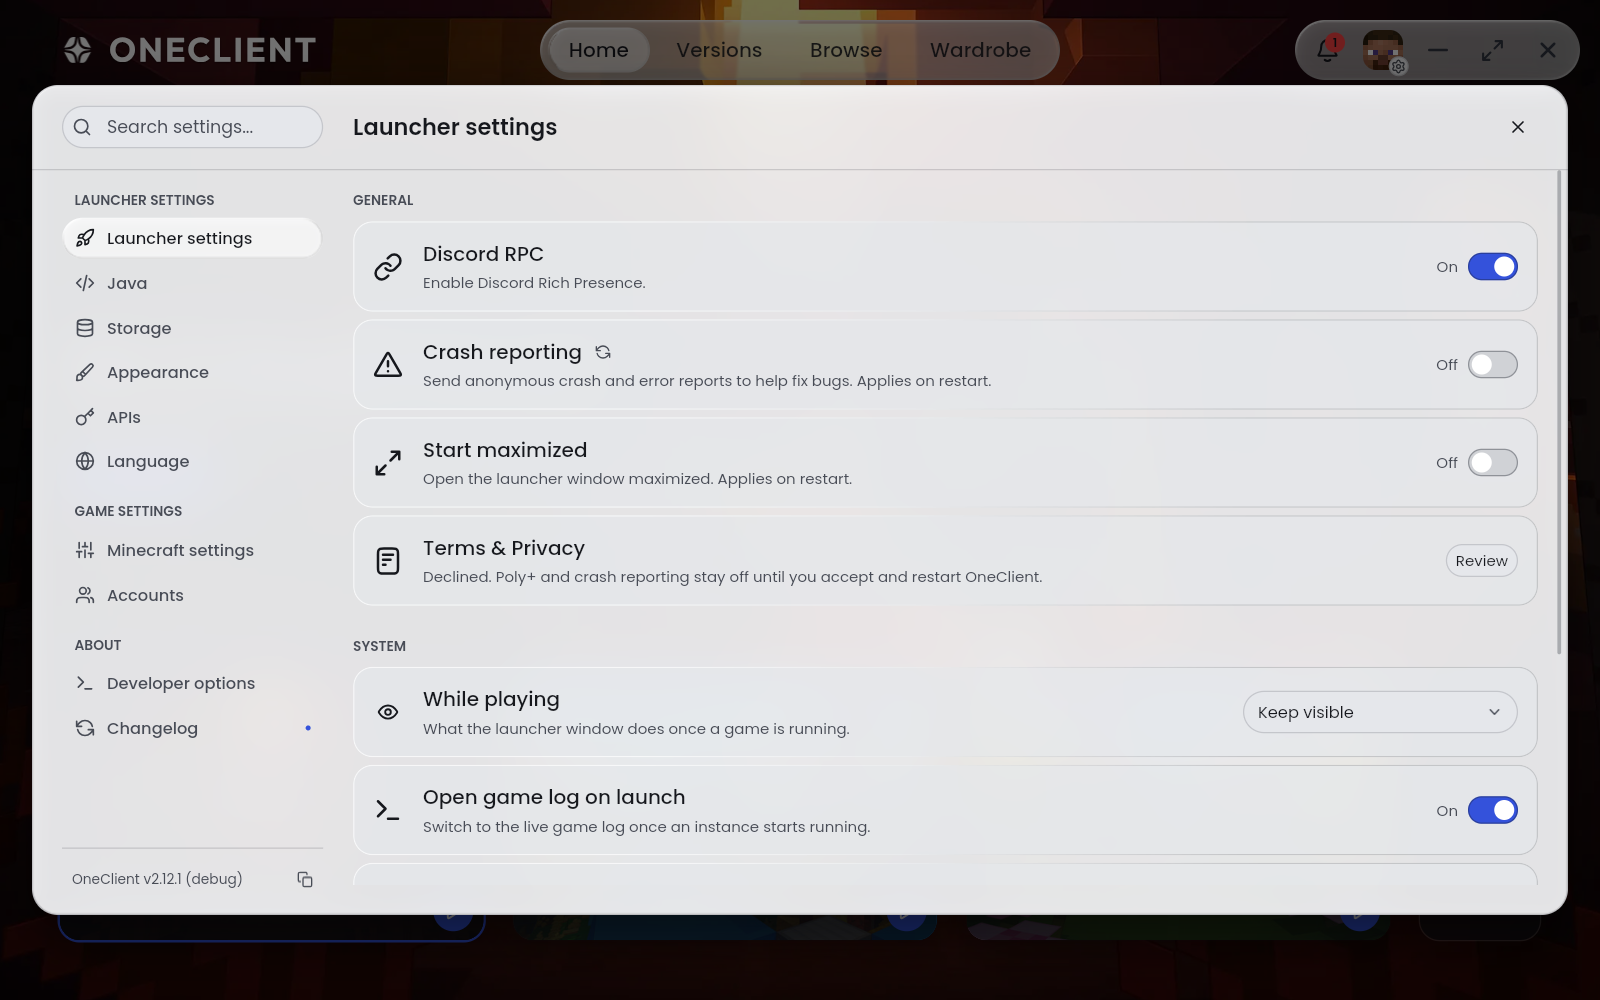 ONECLIENT
Home
Versions
Browse
Wardrobe
1
Search settings...
Launcher settings
LAUNCHER SETTINGS
Launcher settings
Java
Storage
Appearance
APIs
Language
GAME SETTINGS
Minecraft settings
Accounts
ABOUT
Developer options
Changelog
OneClient v2.12.1 (debug)
GENERAL
Discord RPC
Enable Discord Rich Presence.
On
Crash reporting
Send anonymous crash and error reports to help fix bugs. Applies on restart.
Off
Start maximized
Open the launcher window maximized. Applies on restart.
Off
Terms & Privacy
Declined. Poly+ and crash reporting stay off until you accept and restart OneClient.
Review
SYSTEM
While playing
What the launcher window does once a game is running.
Keep visible
Open game log on launch
Switch to the live game log once an instance starts running.
On